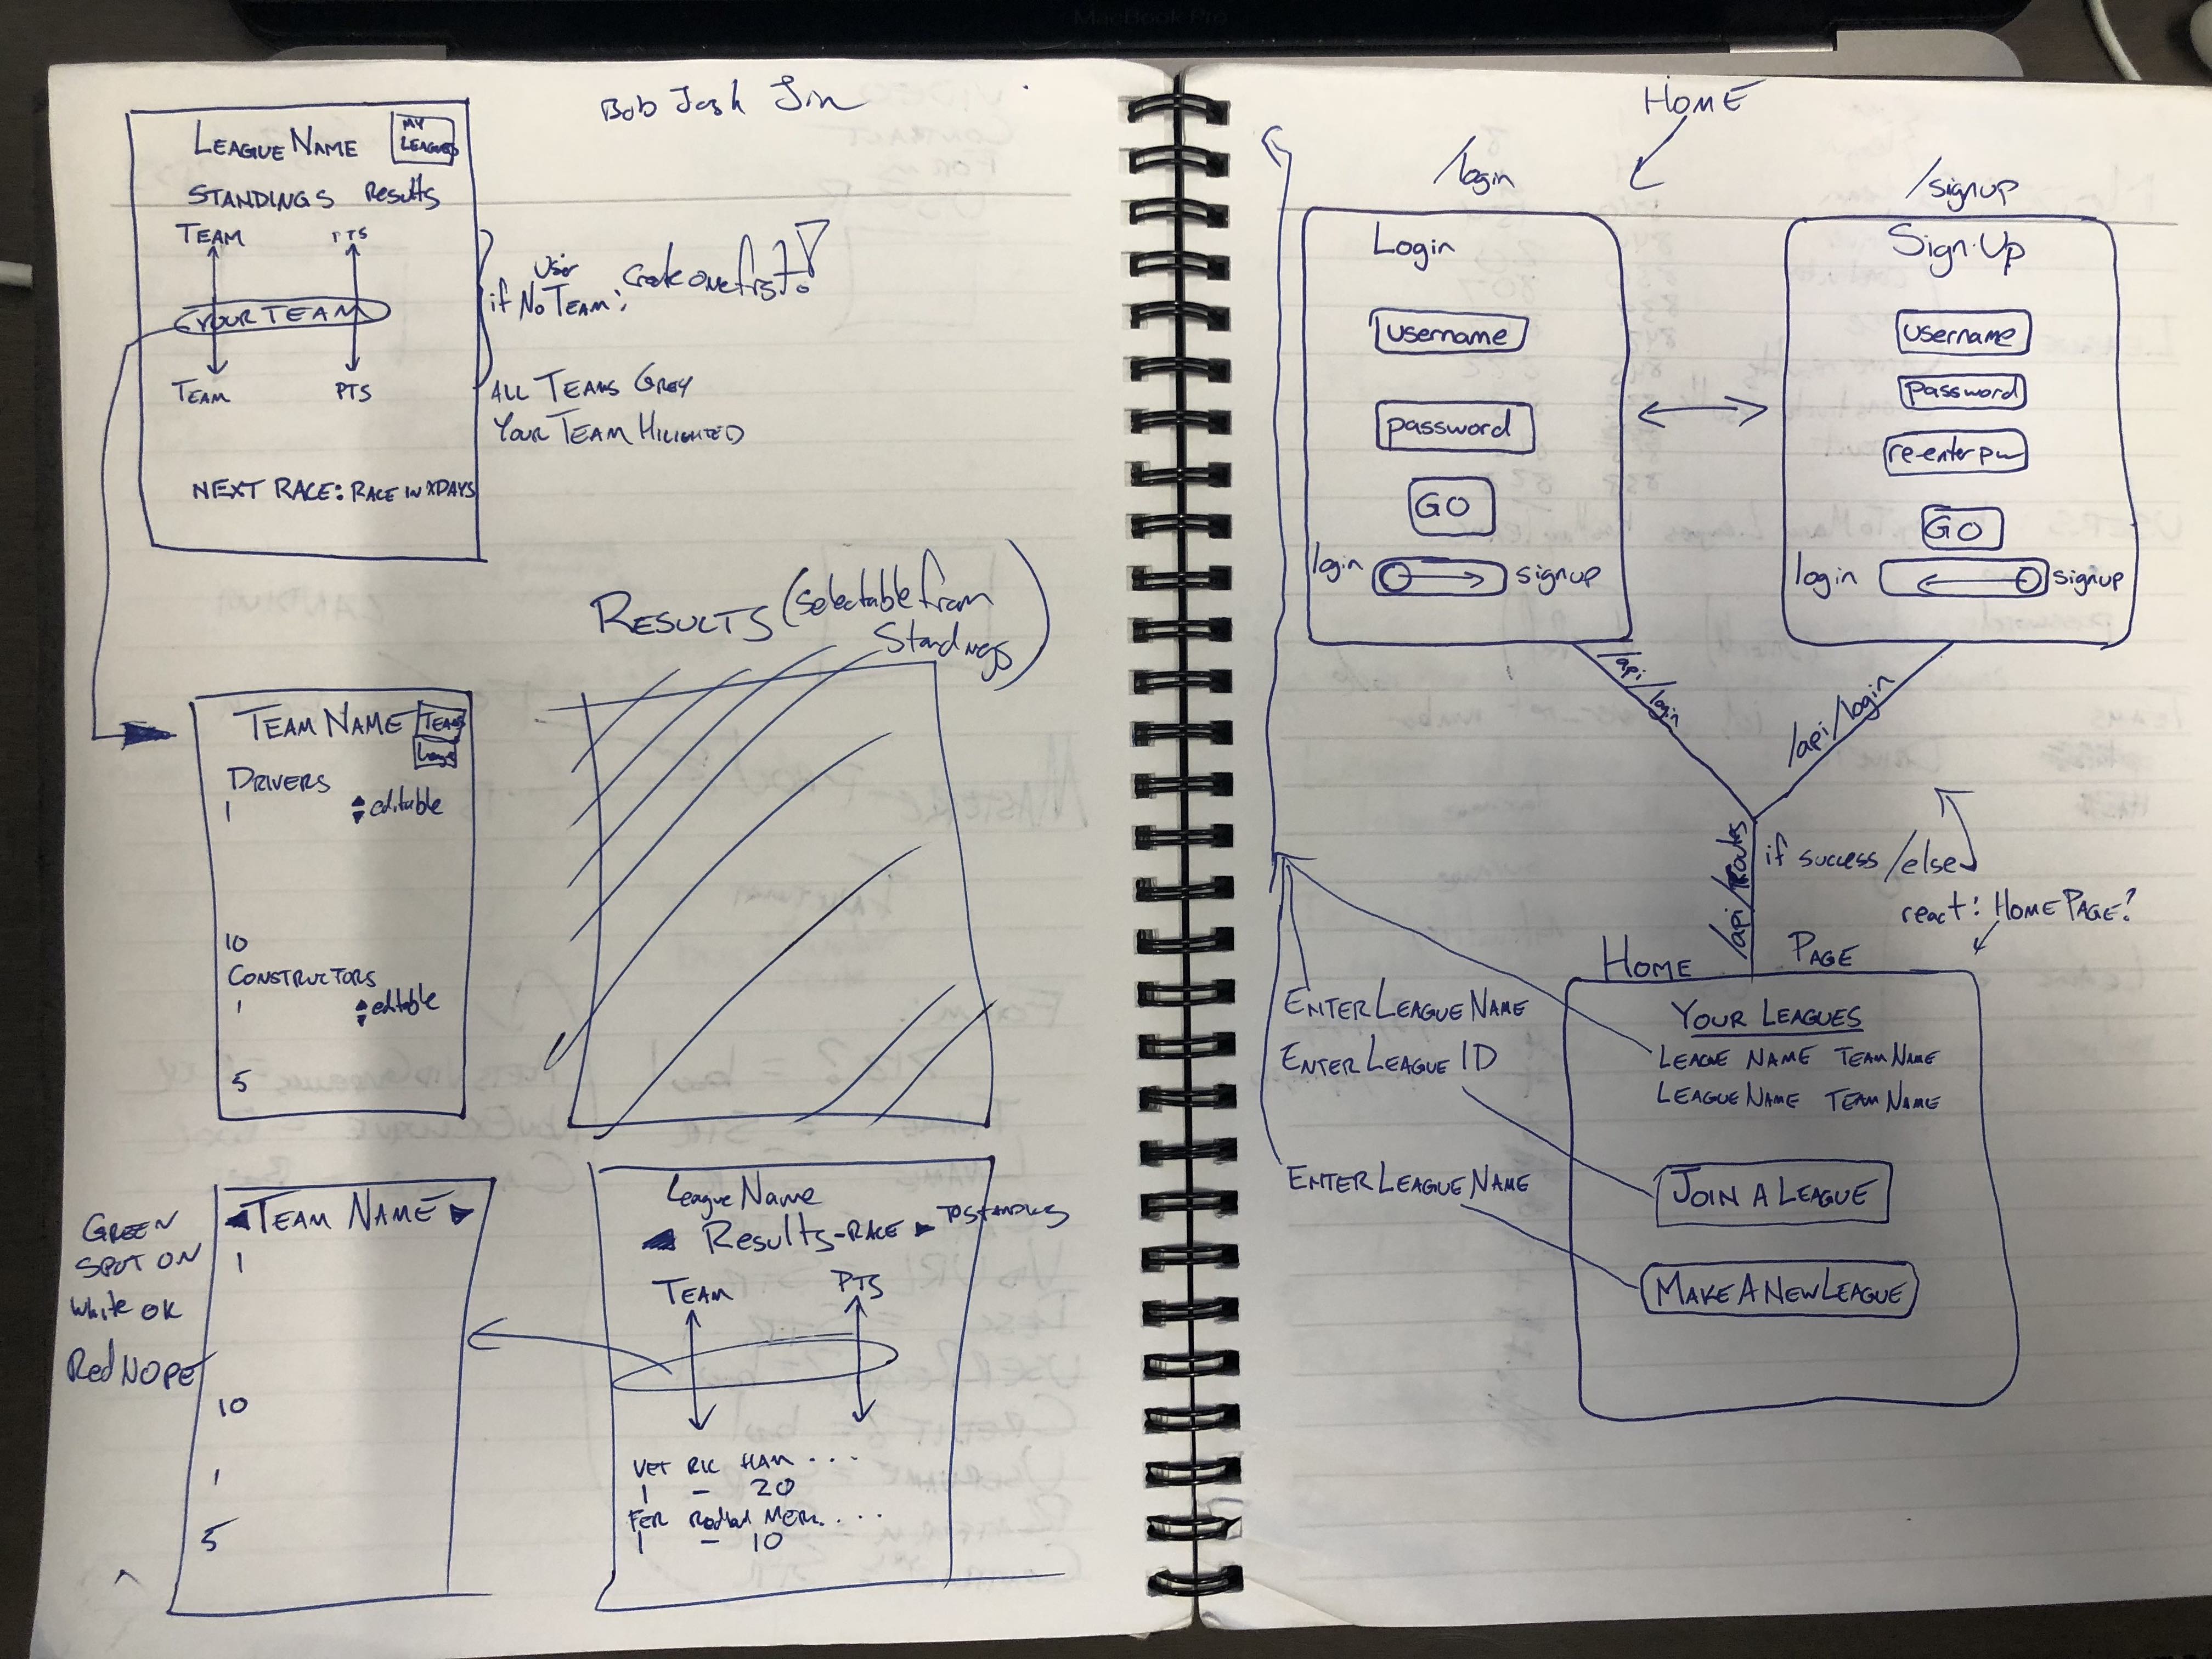 MacBook Pro
Bob Josh Jim
LEAGUE NAME
MY
LEAGUES
STANDINGS Results
TEAM PTS
YOUR TEAM
TEAM PTS
NEXT RACE: RACE IN X DAYS
User
if NO TEAM: Create one first!
ALL TEAMS GREY
YOUR TEAM HILIGHTED
RESULTS (selectable from
Standings)
TEAM NAME
TEAMS
League
DRIVERS
1 editable
10
CONSTRUCTORS
1 editable
5
GREEN
SPOT ON
White OK
Red NOPE
TEAM NAME
1
10
1
5
League Name
Results-RACE TO STANDINGS
TEAM PTS
VET RIC HAM ....
1 - 20
FER Redbull MERC....
1 - 10
HOME
/login
/signup
Login
username
password
GO
login signup
Sign Up
username
password
re-enter pw
GO
login signup
/api/login
/api/login
/api/routes
if success/else
react: HOMEPAGE?
HOME PAGE
YOUR LEAGUES
LEAGUE NAME TEAM NAME
LEAGUE NAME TEAM NAME
JOIN A LEAGUE
MAKE A NEW LEAGUE
ENTER LEAGUE NAME
ENTER LEAGUE ID
ENTER LEAGUE NAME